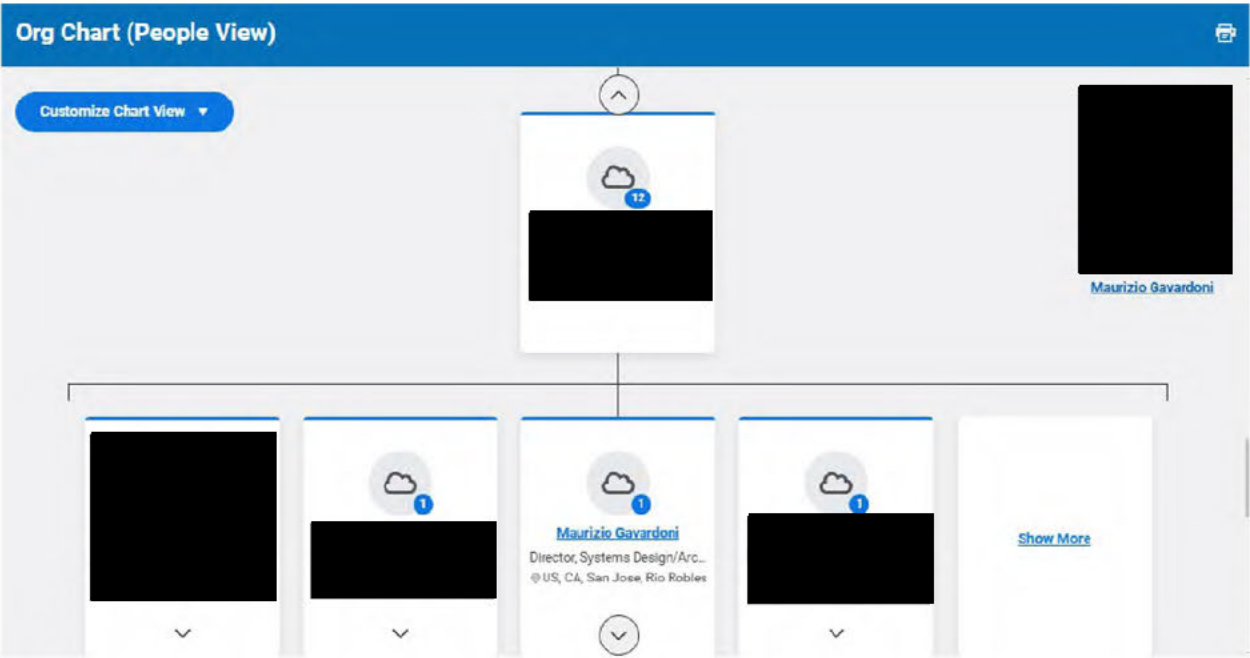 Org Chart (People View)
Customize Chart View
12
Maurizio Gavardoni
1
1
Maurizio Gavardoni
Director, Systems Design/Arc...
US, CA, San Jose, Rio Robles
1
Show More